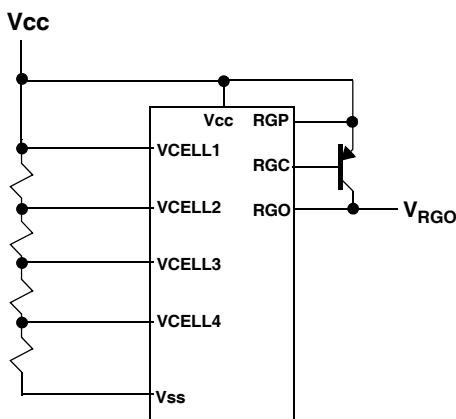 Vcc
Vcc
RGP
VCELL1
RGC
VCELL2
RGO
VRGO
VCELL3
VCELL4
Vss